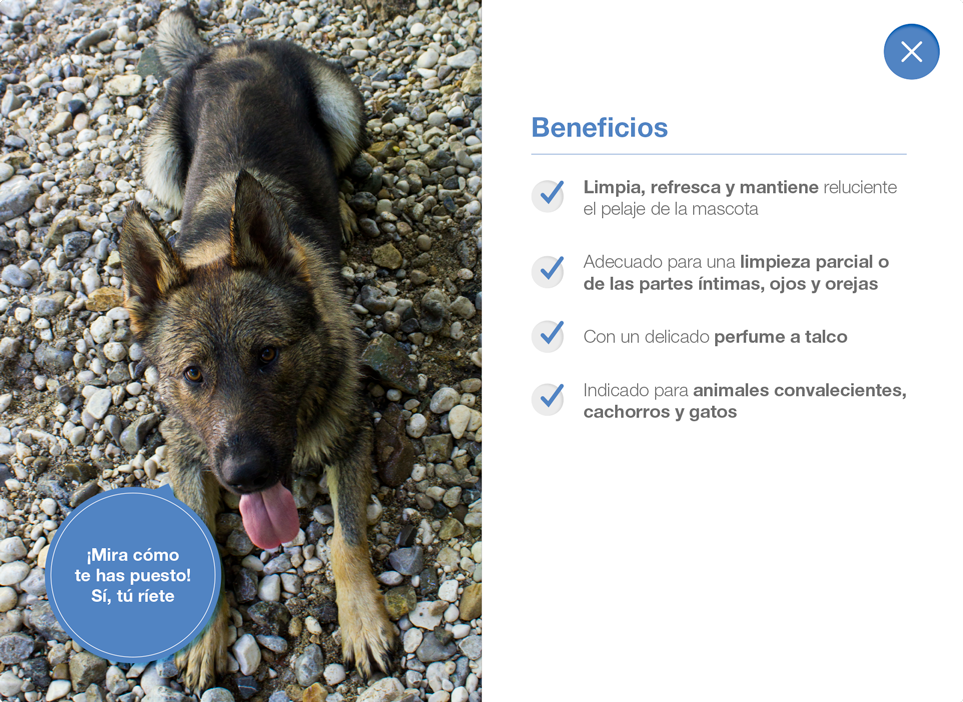 Beneficios
Limpia, refresca y mantiene reluciente
el pelaje de la mascota
Adecuado para una limpieza parcial o
de las partes íntimas, ojos y orejas
Con un delicado perfume a talco
Indicado para animales convalecientes,
cachorros y gatos
¡Mira cómo
te has puesto!
Sí, tú ríete